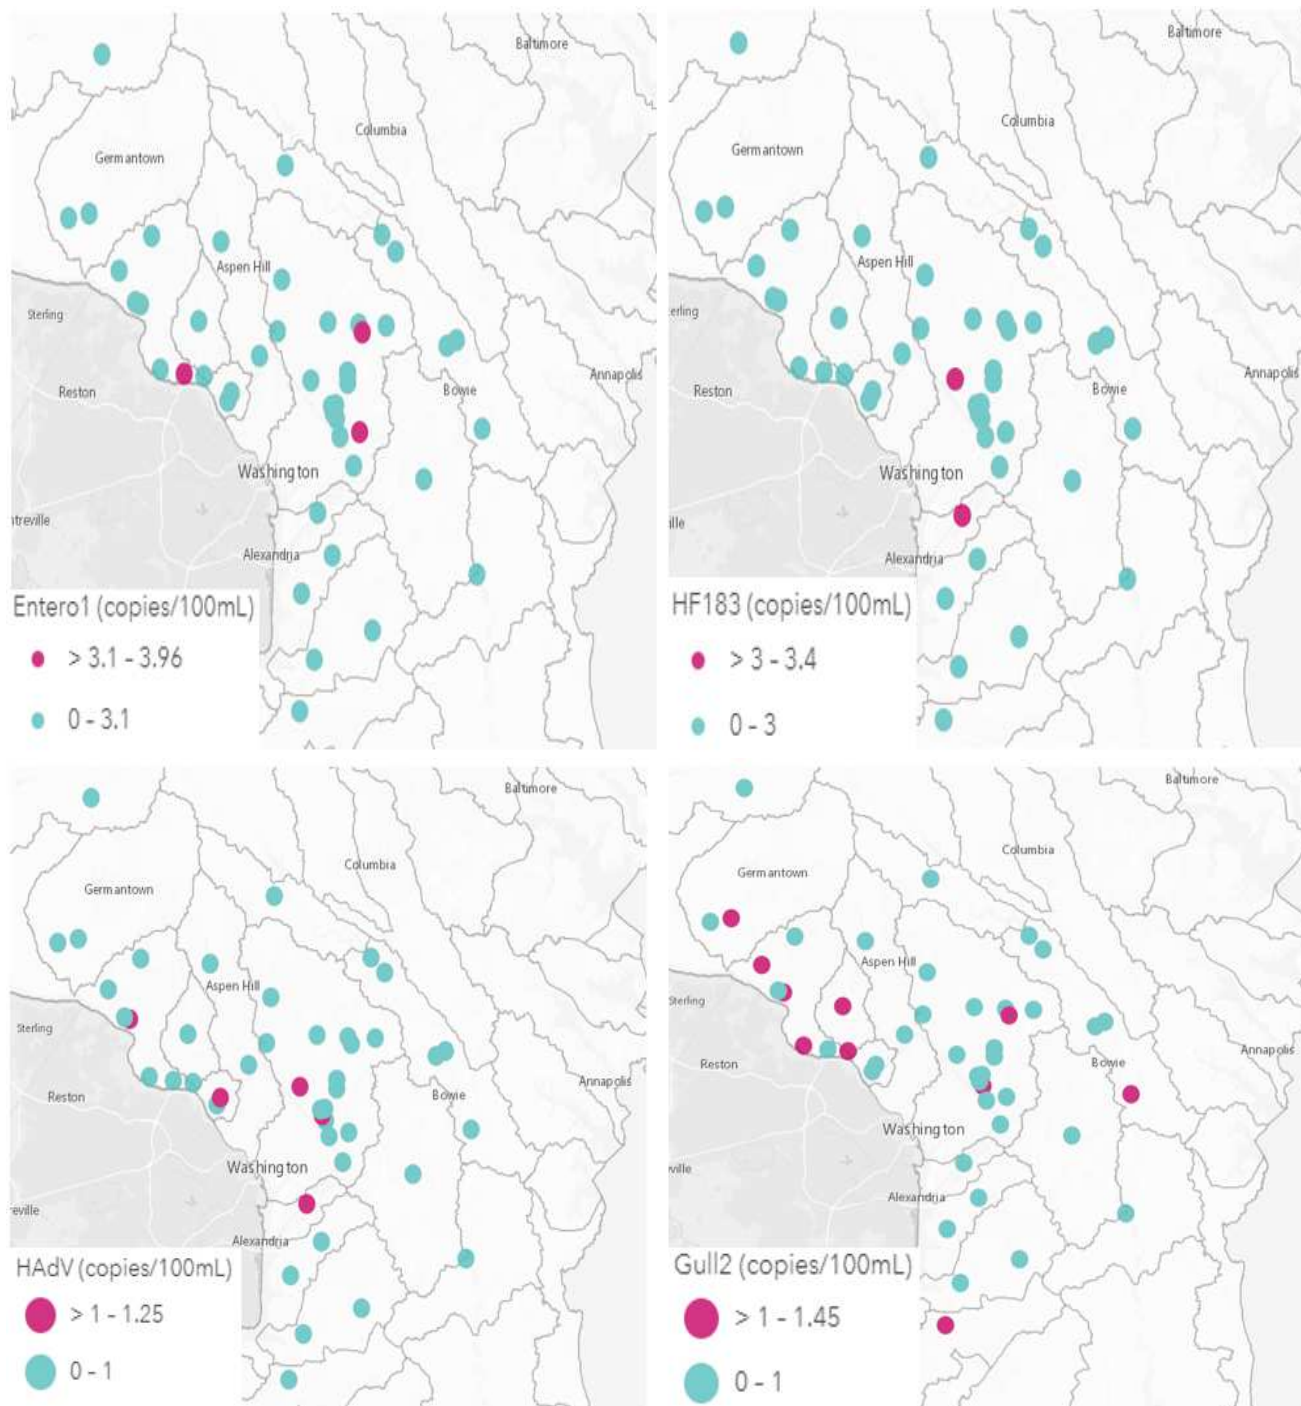 Baltimore
Columbia
Germantown
Aspen Hill
Sterling
Reston
Annapolis
Bowie
Washington
ntreville
Alexandria
Entero1 (copies/100mL)
> 3.1 - 3.96
0 - 3.1
Baltimore
Columbia
Germantown
Aspen Hill
erling
Reston
Annapolis
Bowie
Washington
ille
Alexandria
HF183 (copies/100mL)
> 3 - 3.4
0 - 3
Baltimore
Columbia
Germantown
Aspen Hill
Sterling
Reston
Annapolis
Bowie
Washington
reville
Alexandria
HAdV (copies/100mL)
> 1 - 1.25
0 - 1
Baltimore
Columbia
Germantown
Aspen Hill
Sterling
Reston
Annapolis
Bowie
Washington
ville
Alexandria
Gull2 (copies/100mL)
> 1 - 1.45
0 - 1